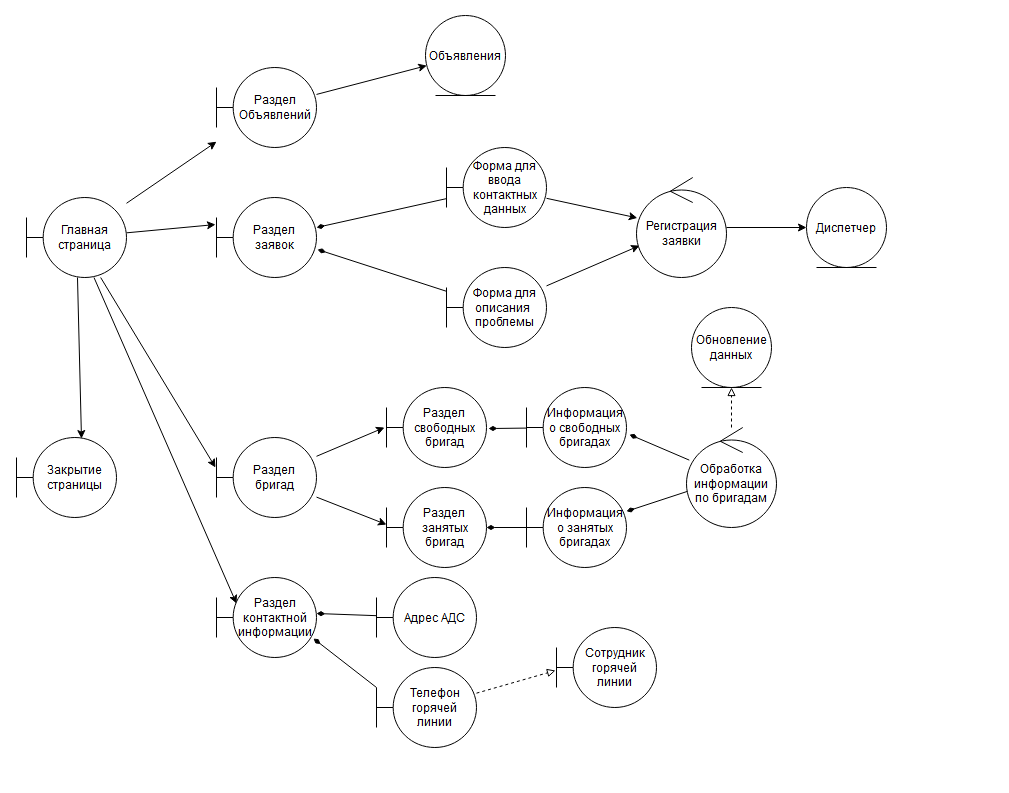 Объявления
Раздел
Объявлений
Форма для
ввода
контактных
данных
Главная
страница
Раздел
заявок
Регистрация
заявки
Диспетчер
Форма для
описания
проблемы
Обновление
данных
Раздел
свободных
бригад
Информация
о свободных
бригадах
Закрытие
страницы
Раздел
бригад
Обработка
информации
по бригадам
Раздел
занятых
бригад
Информация
о занятых
бригадах
Раздел
контактной
информации
Адрес АДС
Сотрудник
горячей
линии
Телефон
горячей
линии